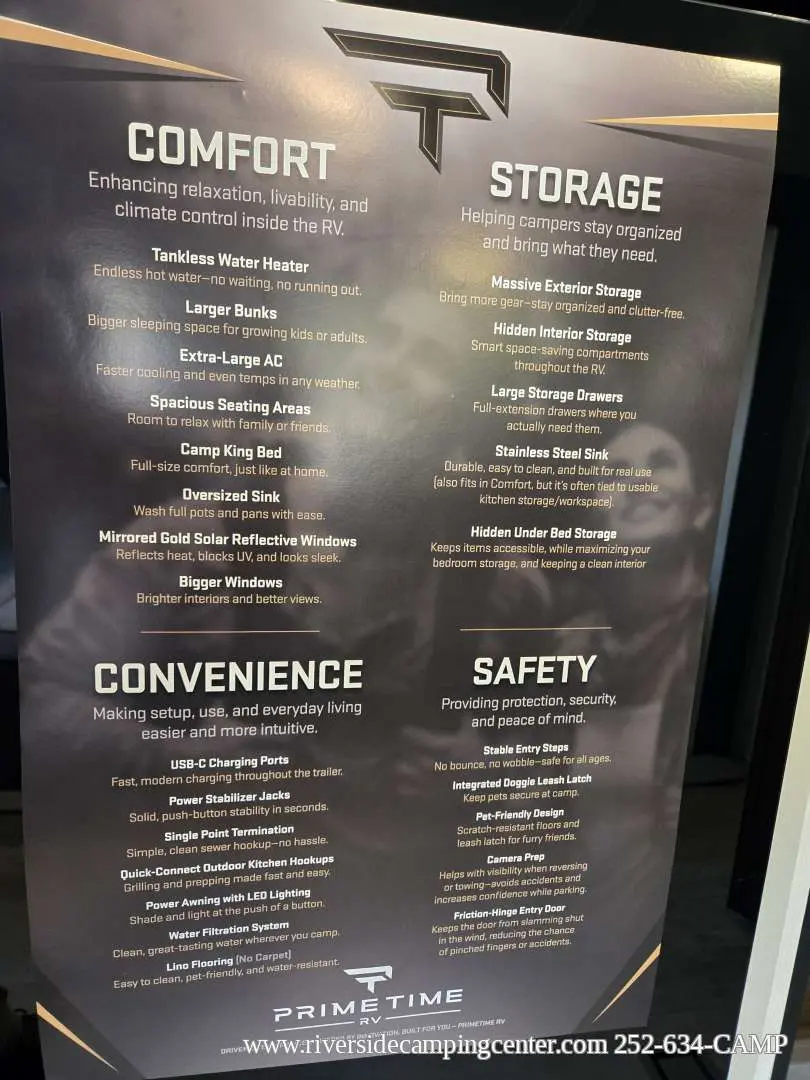 COMFORT
Enhancing relaxation, livability, and
climate control inside the RV.
Tankless Water Heater
Endless hot water—no waiting, no running out.
Larger Bunks
Bigger sleeping space for growing kids or adults.
Extra-Large AC
Faster cooling and even temps in any weather.
Spacious Seating Areas
Room to relax with family or friends.
Camp King Bed
Full-size comfort, just like at home.
Oversized Sink
Wash full pots and pans with ease.
Mirrored Gold Solar Reflective Windows
Reflects heat, blocks UV, and looks sleek.
Bigger Windows
Brighter interiors and better views.
STORAGE
Helping campers stay organized
and bring what they need.
Massive Exterior Storage
Bring more gear—stay organized and clutter-free.
Hidden Interior Storage
Smart space-saving compartments
throughout the RV.
Large Storage Drawers
Full-extension drawers where you
actually need them.
Stainless Steel Sink
Durable, easy to clean, and built for real use
(also fits in Comfort, but it's often tied to usable
kitchen storage/workspace).
Hidden Under Bed Storage
Keeps items accessible, while maximizing your
bedroom storage, and keeping a clean interior
CONVENIENCE
Making setup, use, and everyday living
easier and more intuitive.
USB-C Charging Ports
Fast, modern charging throughout the trailer.
Power Stabilizer Jacks
Solid, push-button stability in seconds.
Single Point Termination
Simple, clean sewer hookup—no hassle.
Quick-Connect Outdoor Kitchen Hookups
Grilling and prepping made fast and easy.
Power Awning with LED Lighting
Shade and light at the push of a button.
Water Filtration System
Clean, great-tasting water wherever you camp.
Lino Flooring (No Carpet)
Easy to clean, pet-friendly, and water-resistant.
SAFETY
Providing protection, security,
and peace of mind.
Stable Entry Steps
No bounce, no wobble—safe for all ages.
Integrated Doggie Leash Latch
Keep pets secure at camp.
Pet-Friendly Design
Scratch-resistant floors and
leash latch for furry friends.
Camera Prep
Helps with visibility when reversing
or towing—avoids accidents and
increases confidence while parking.
Friction-Hinge Entry Door
Keeps the door from slamming shut
in the wind, reducing the chance
of pinched fingers or accidents.
PRIME TIME
RV
BUILT FOR YOU – PRIMETIME RV
www.riversidecampingcenter.com 252-634-CAMP